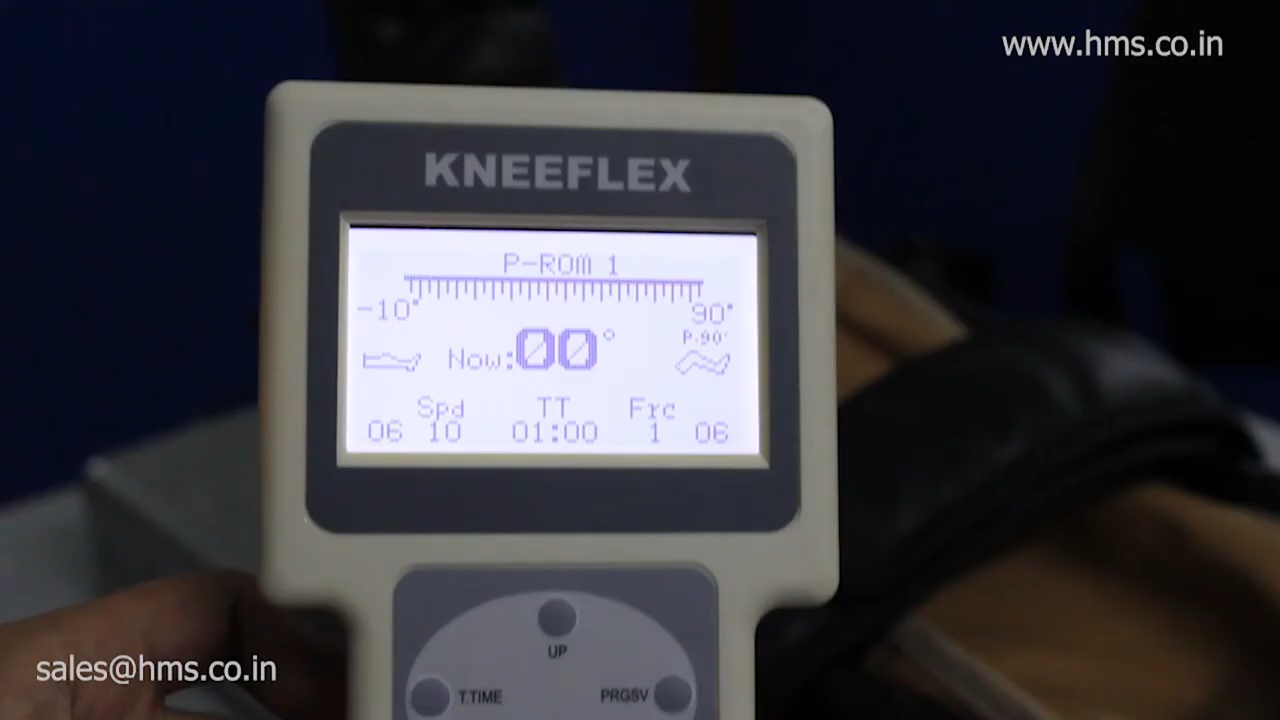 www.hms.co.in
KNEEFLEX
P-ROM 1
-10° 90°
P-90°
Now:00°
Spd TT Frc
06 10 01:00 1 06
UP
T.TIME PRGSV
sales@hms.co.in